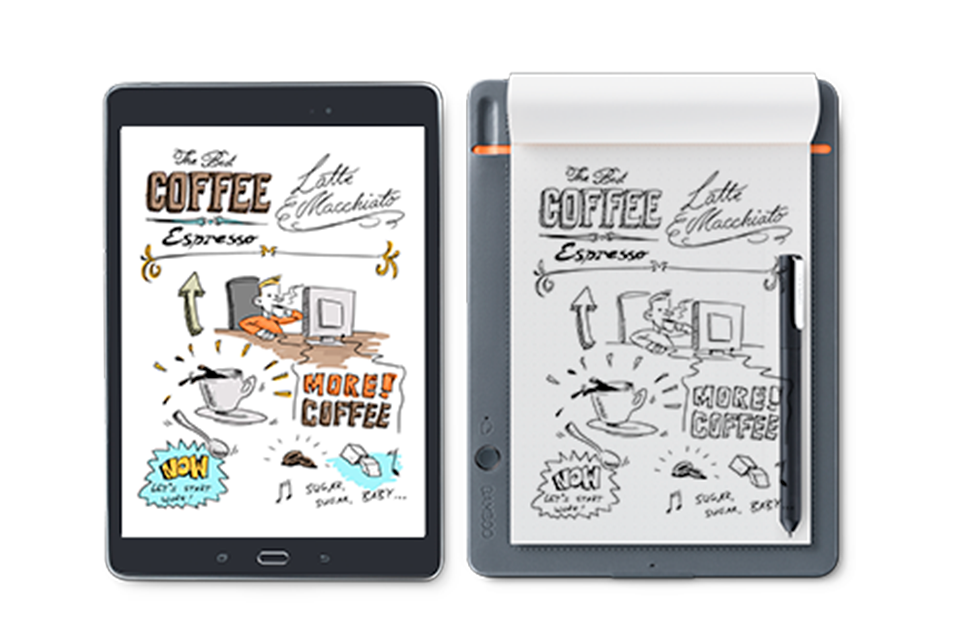 The Best
COFFEE
Espresso
Latte
Macchiato
MORE!
COFFEE
NOW
LET'S START
WORK!
SUGAR,
SUGAR, BABY...
The Best
COFFEE
Espresso
Latte
Macchiato
MORE!
COFFEE
NOW
LET'S START
WORK!
SUGAR,
SUGAR, BABY...
BAMBOO